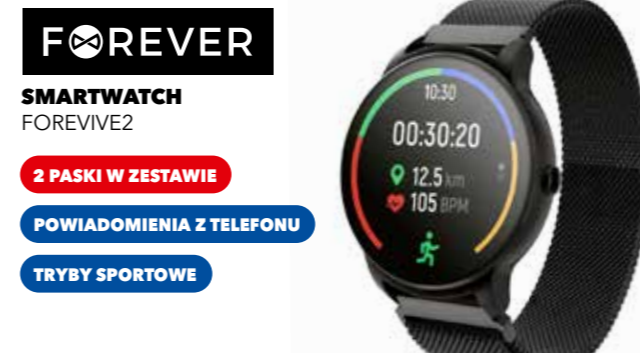 FOREVER
SMARTWATCH
FOREVIVE2
2 PASKI W ZESTAWIE
POWIADOMIENIA Z TELEFONU
TRYBY SPORTOWE
10:30
00:30:20
12.5 km
105 BPM